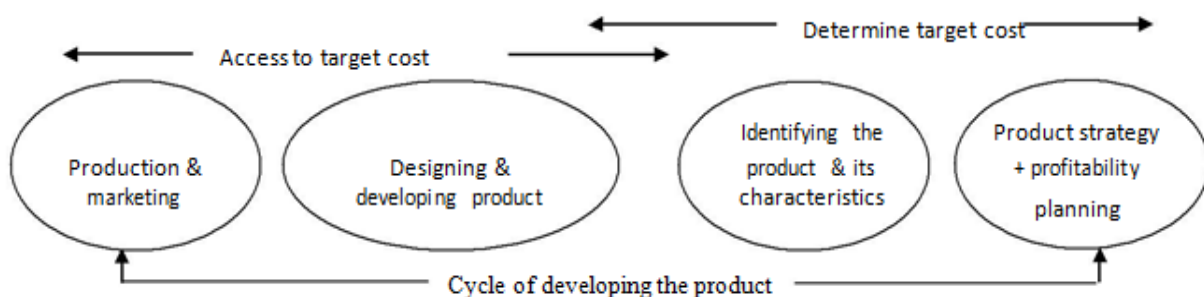 Determine target cost
Access to target cost
Production &
marketing
Designing &
developing product
Identifying the
product & its
characteristics
Product strategy
+ profitability
planning
Cycle of developing the product